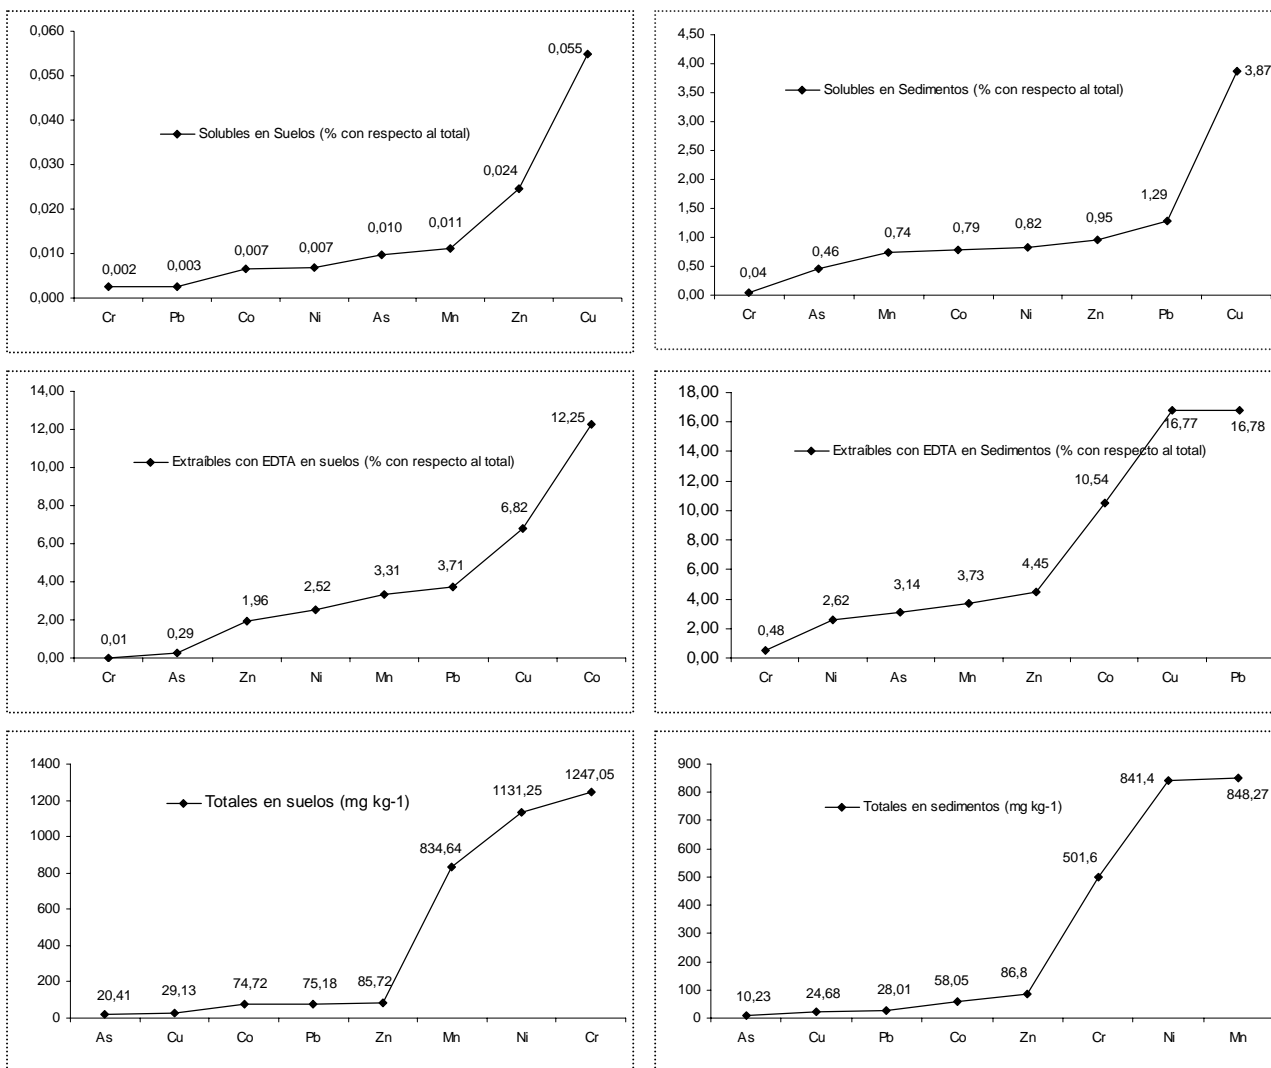 0,060
0,050
0,040
0,030
0,020
0,010
0,000
Solubles en Suelos (% con respecto al total)
0,002 0,003 0,007 0,007 0,010 0,011 0,024 0,055
Cr Pb Co Ni As Mn Zn Cu
4,50
4,00
3,50
3,00
2,50
2,00
1,50
1,00
0,50
0,00
Solubles en Sedimentos (% con respecto al total)
0,04 0,46 0,74 0,79 0,82 0,95 1,29 3,87
Cr As Mn Co Ni Zn Pb Cu
14,00
12,00
10,00
8,00
6,00
4,00
2,00
0,00
Extraíbles con EDTA en suelos (% con respecto al total)
0,01 0,29 1,96 2,52 3,31 3,71 6,82 12,25
Cr As Zn Ni Mn Pb Cu Co
18,00
16,00
14,00
12,00
10,00
8,00
6,00
4,00
2,00
0,00
Extraíbles con EDTA en Sedimentos (% con respecto al total)
0,48 2,62 3,14 3,73 4,45 10,54 16,77 16,78
Cr Ni As Mn Zn Co Cu Pb
1400
1200
1000
800
600
400
200
0
Totales en suelos (mg kg-1)
20,41 29,13 74,72 75,18 85,72 834,64 1131,25 1247,05
As Cu Co Pb Zn Mn Ni Cr
900
800
700
600
500
400
300
200
100
0
Totales en sedimentos (mg kg-1)
10,23 24,68 28,01 58,05 86,8 501,6 841,4 848,27
As Cu Pb Co Zn Cr Ni Mn